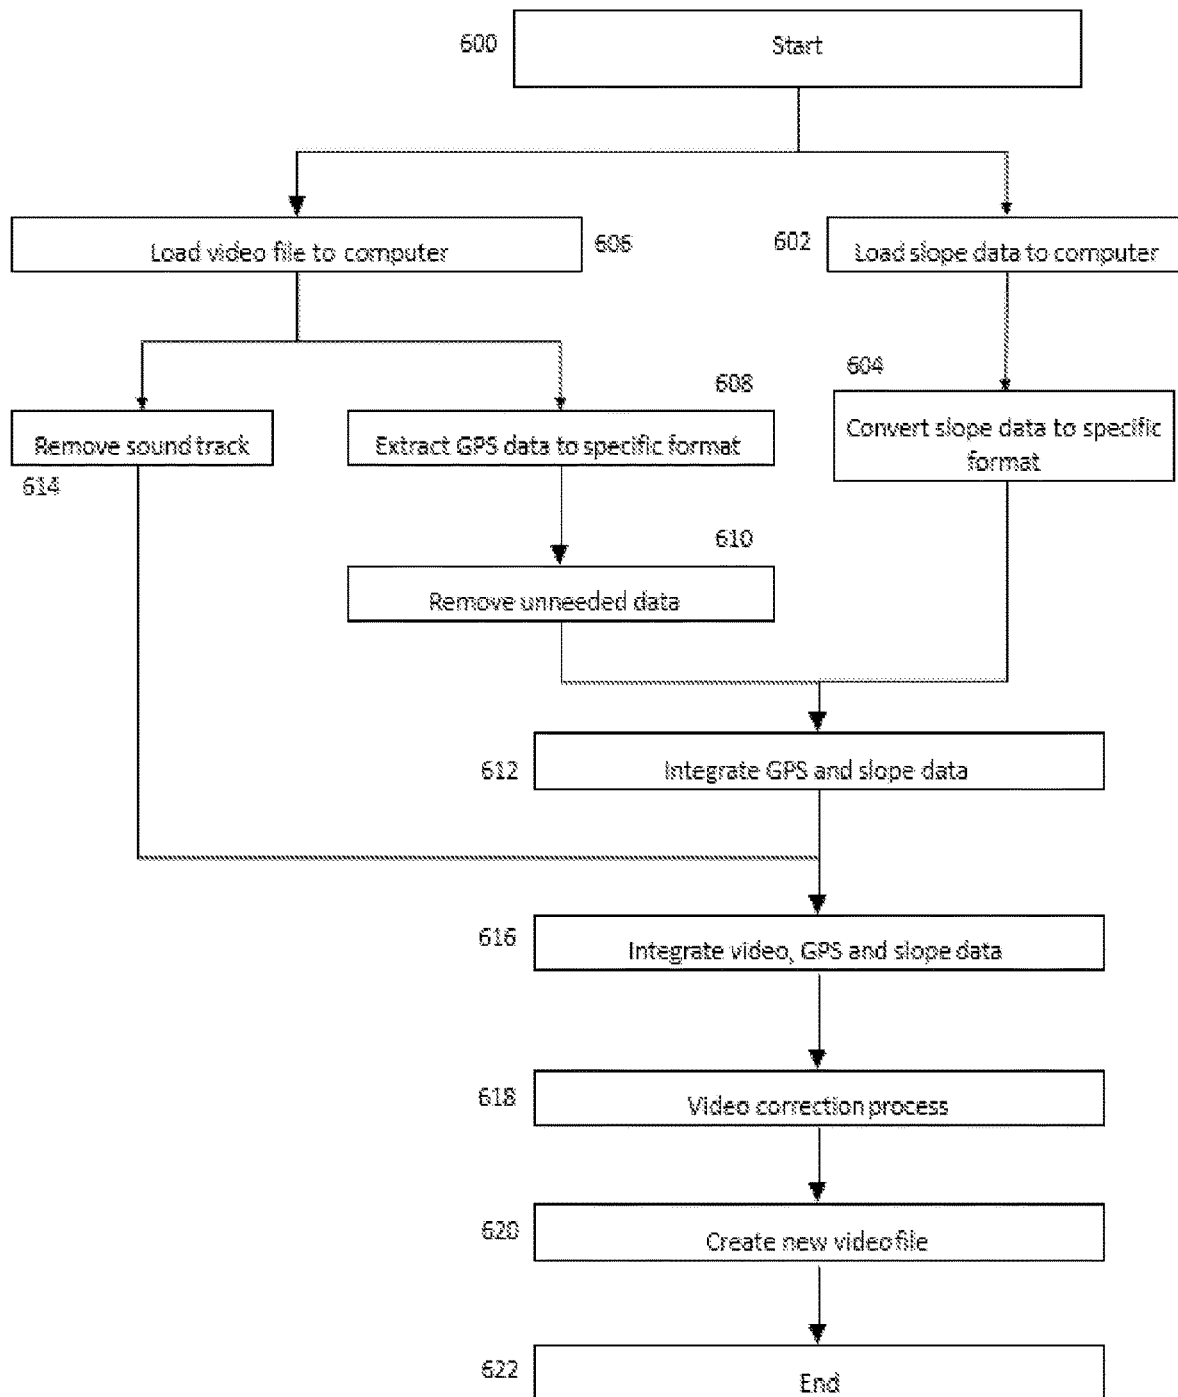 600
Start
Load video file to computer
606
602
Load slope data to computer
608
604
Remove sound track
614
Extract GPS data to specific format
Convert slope data to specific
format
610
Remove unneeded data
612
Integrate GPS and slope data
616
Integrate video, GPS and slope data
618
Video correction process
620
Create new video file
622
End